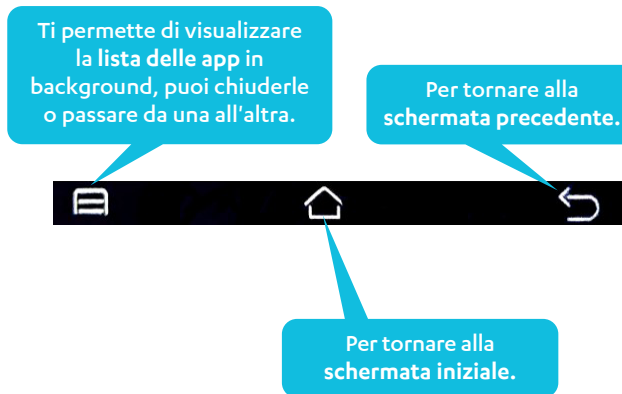 Ti permette di visualizzare
la lista delle app in
background, puoi chiuderle
o passare da una all'altra.
Per tornare alla
schermata precedente.
Per tornare alla
schermata iniziale.